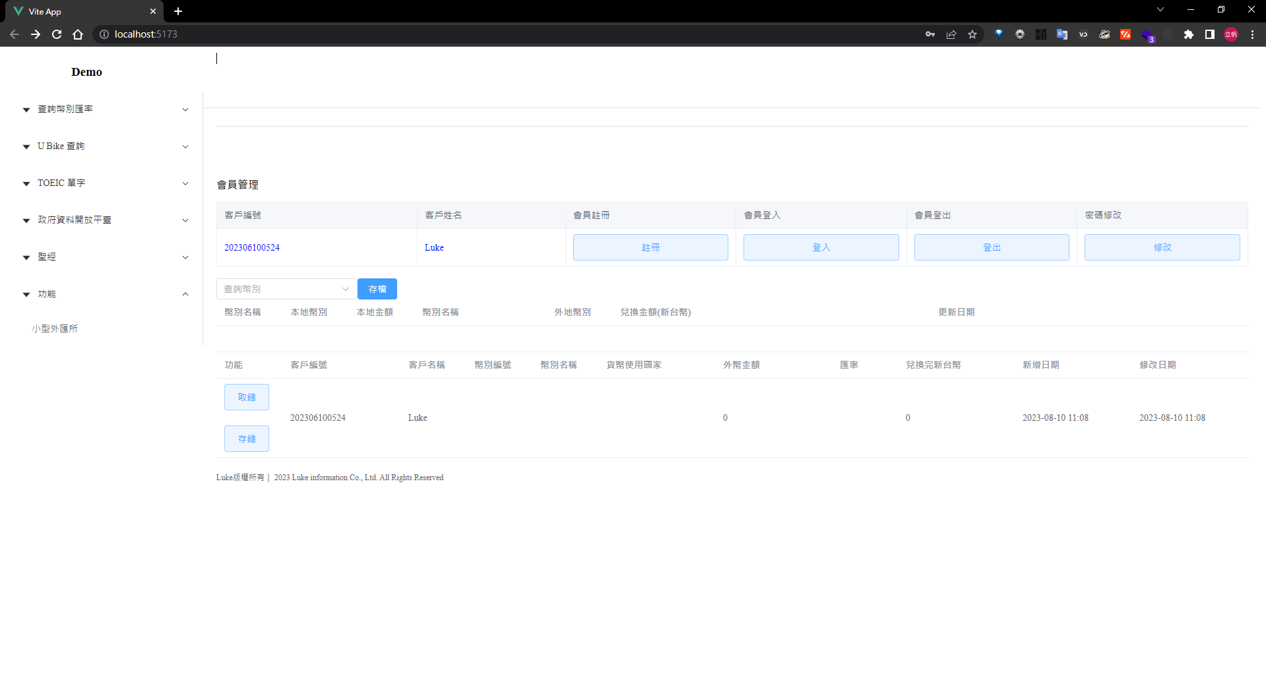 Vite App
localhost:5173
3
立帆
Demo
查詢幣別匯率
U Bike 查詢
TOEIC 單字
政府資料開放平臺
聖經
功能
小型外匯所
會員管理
客戶編號 客戶姓名 會員註冊 會員登入 會員登出 密碼修改
202306100524 Luke 註冊 登入 登出 修改
查詢幣別 存檔
幣別名稱 本地幣別 本地金額 幣別名稱 外地幣別 兌換金額(新台幣) 更新日期
功能 客戶編號 客戶名稱 幣別編號 幣別名稱 貨幣使用國家 外幣金額 匯率 兌換完新台幣 新增日期 修改日期
取錢
202306100524 Luke 0 0 2023-08-10 11:08 2023-08-10 11:08
存錢
Luke版權所有｜ 2023 Luke information Co., Ltd. All Rights Reserved